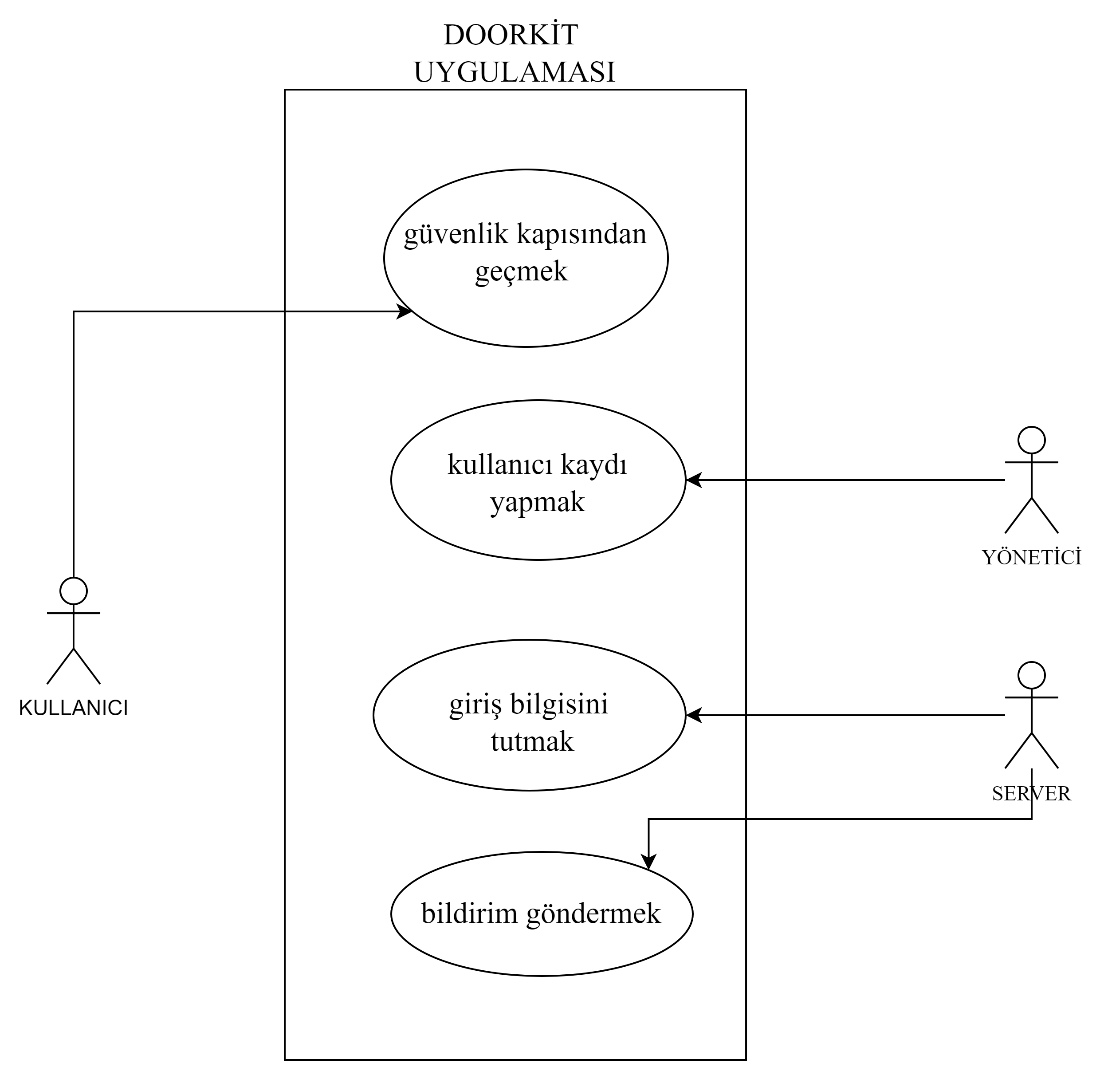 DOORKİT
UYGULAMASI
güvenlik kapısından
geçmek
kullanıcı kaydı
yapmak
YÖNETİCİ
KULLANICI
giriş bilgisini
tutmak
SERVER
bildirim göndermek